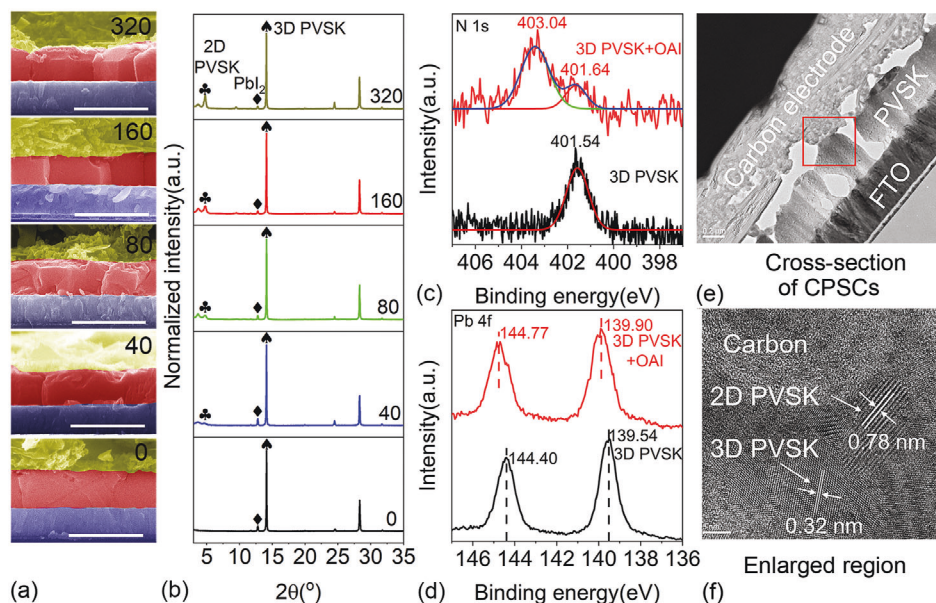 320
160
80
40
0
(a)
Normalized intensity(a.u.)
♠ 3D PVSK
2D
PVSK
♣
PbI2
♦
320
♠
♣
♦
160
♠
♣
♦
80
♠
♣
♦
40
♠
♦
0
3 5 15 25 35
2θ(º)
(b)
N 1s
403.04
3D PVSK+OAI
401.64
401.54
3D PVSK
Intensity(a.u.)
406 404 402 400 398
Binding energy(eV)
(c)
Pb 4f
144.77
139.90
3D PVSK
+OAI
139.54
3D PVSK
144.40
Intensity(a.u.)
146 144 142 140 138 136
Binding energy(eV)
(d)
Carbon electrode
PVSK
FTO
Cross-section
of CPSCs
(e)
Carbon
2D PVSK
0.78 nm
3D PVSK
0.32 nm
Enlarged region
(f)